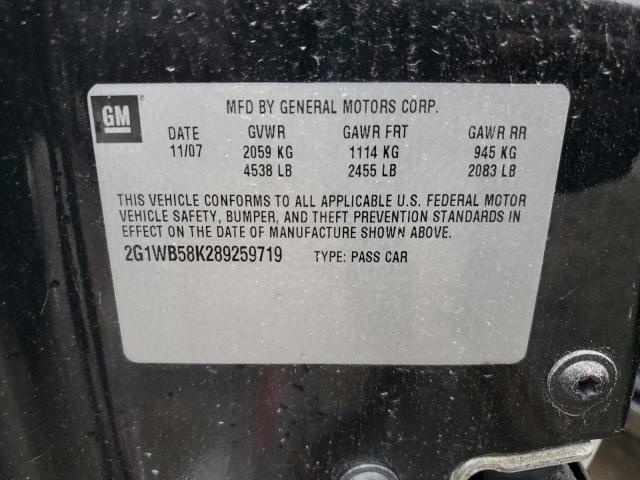 GM
MFD BY GENERAL MOTORS CORP.
DATE GVWR GAWR FRT GAWR RR
11/07 2059 KG 1114 KG 945 KG
4538 LB 2455 LB 2083 LB
THIS VEHICLE CONFORMS TO ALL APPLICABLE U.S. FEDERAL MOTOR
VEHICLE SAFETY, BUMPER, AND THEFT PREVENTION STANDARDS IN
EFFECT ON THE DATE OF MANUFACTURE SHOWN ABOVE.
2G1WB58K289259719 TYPE: PASS CAR